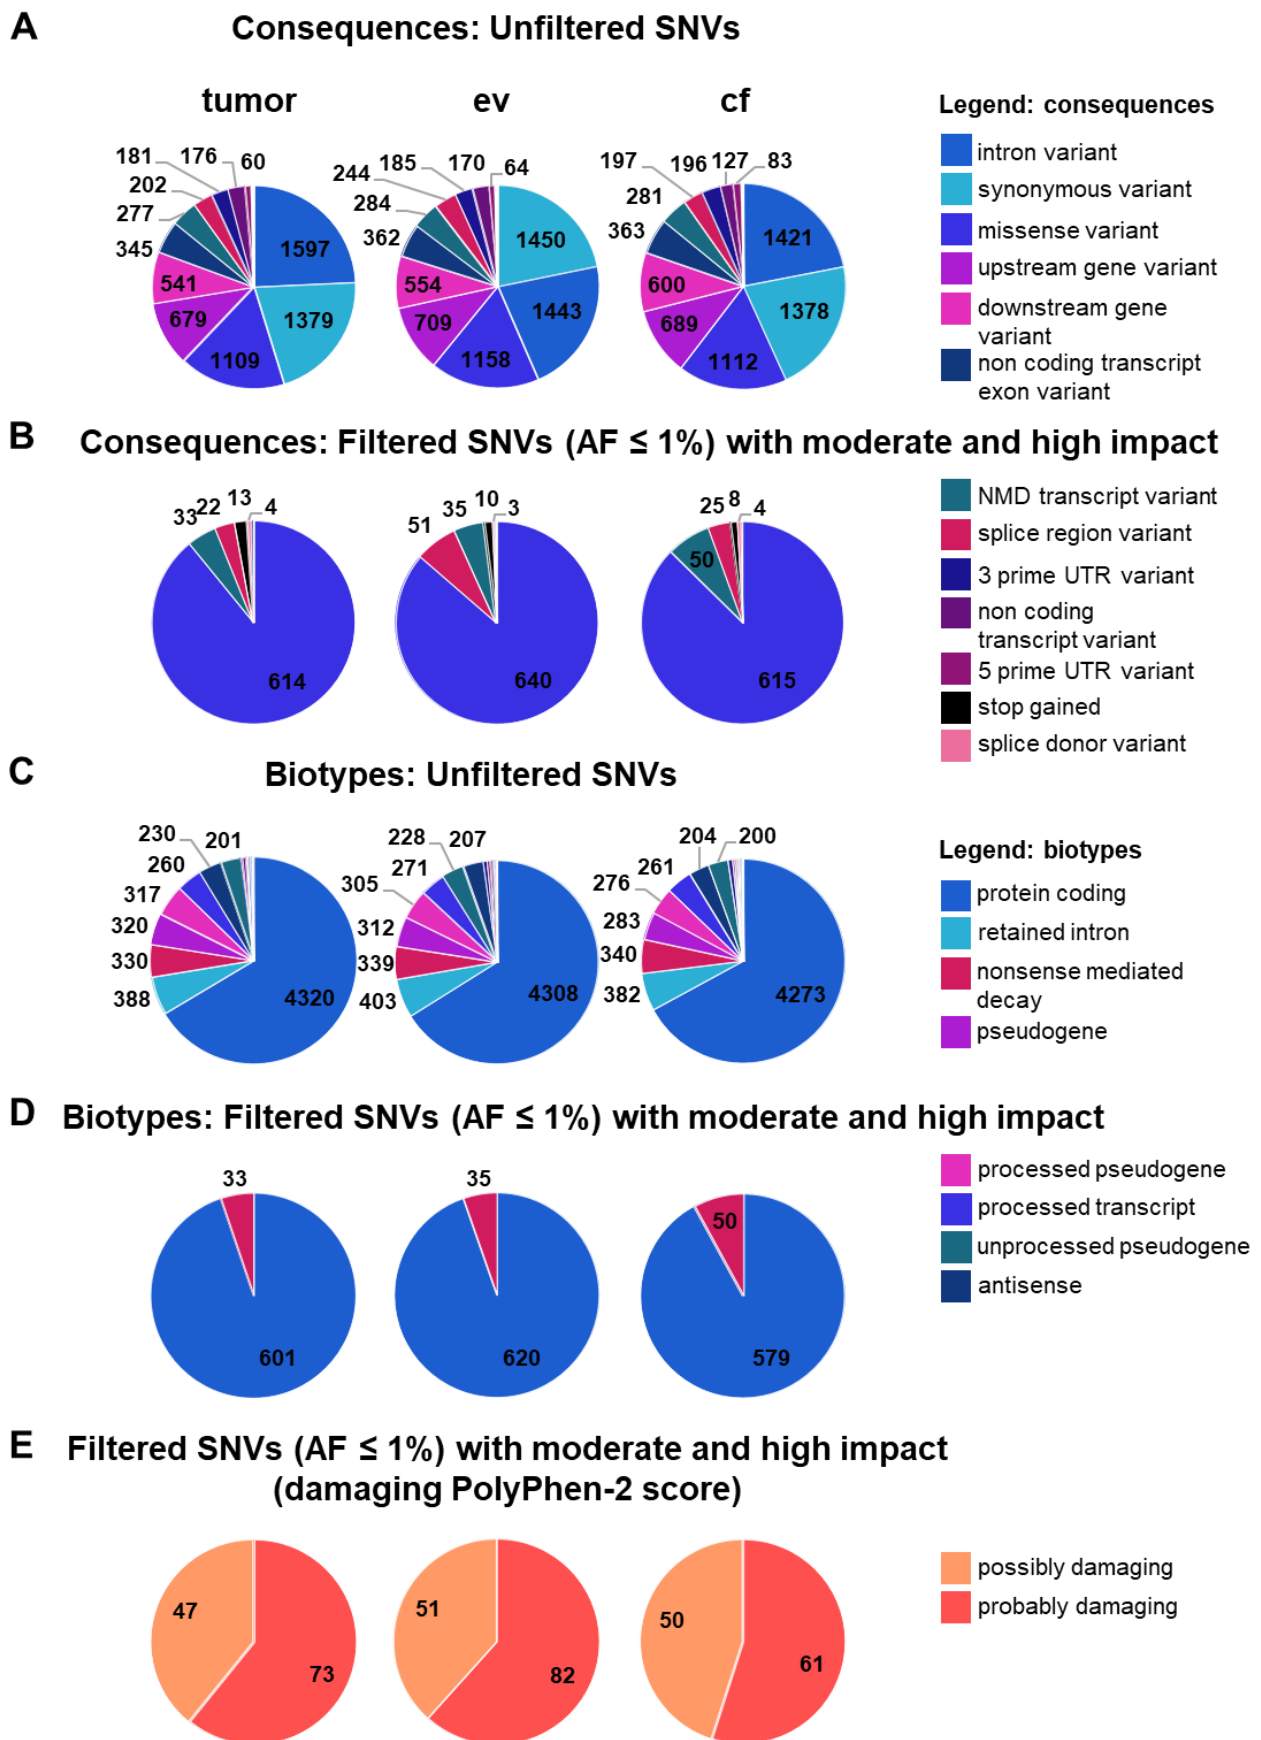 A
Consequences: Unfiltered SNVs
tumor
ev
cf
181
176
60
202
277
345
541
679
1109
1379
1597
244
185
170
64
284
362
554
709
1158
1443
1450
197
196
127
83
281
363
600
689
1112
1378
1421
Legend: consequences
intron variant
synonymous variant
missense variant
upstream gene variant
downstream gene
variant
non coding transcript
exon variant
B
Consequences: Filtered SNVs (AF ≤ 1%) with moderate and high impact
33
22
13
4
614
51
35
10
3
640
25
8
4
50
615
NMD transcript variant
splice region variant
3 prime UTR variant
non coding
transcript variant
5 prime UTR variant
stop gained
splice donor variant
C
Biotypes: Unfiltered SNVs
230
201
260
317
320
330
388
4320
228
207
271
305
312
339
403
4308
204
200
261
276
283
340
382
4273
Legend: biotypes
protein coding
retained intron
nonsense mediated
decay
pseudogene
D
Biotypes: Filtered SNVs (AF ≤ 1%) with moderate and high impact
33
601
35
620
50
579
processed pseudogene
processed transcript
unprocessed pseudogene
antisense
E
Filtered SNVs (AF ≤ 1%) with moderate and high impact
(damaging PolyPhen-2 score)
47
73
51
82
50
61
possibly damaging
probably damaging